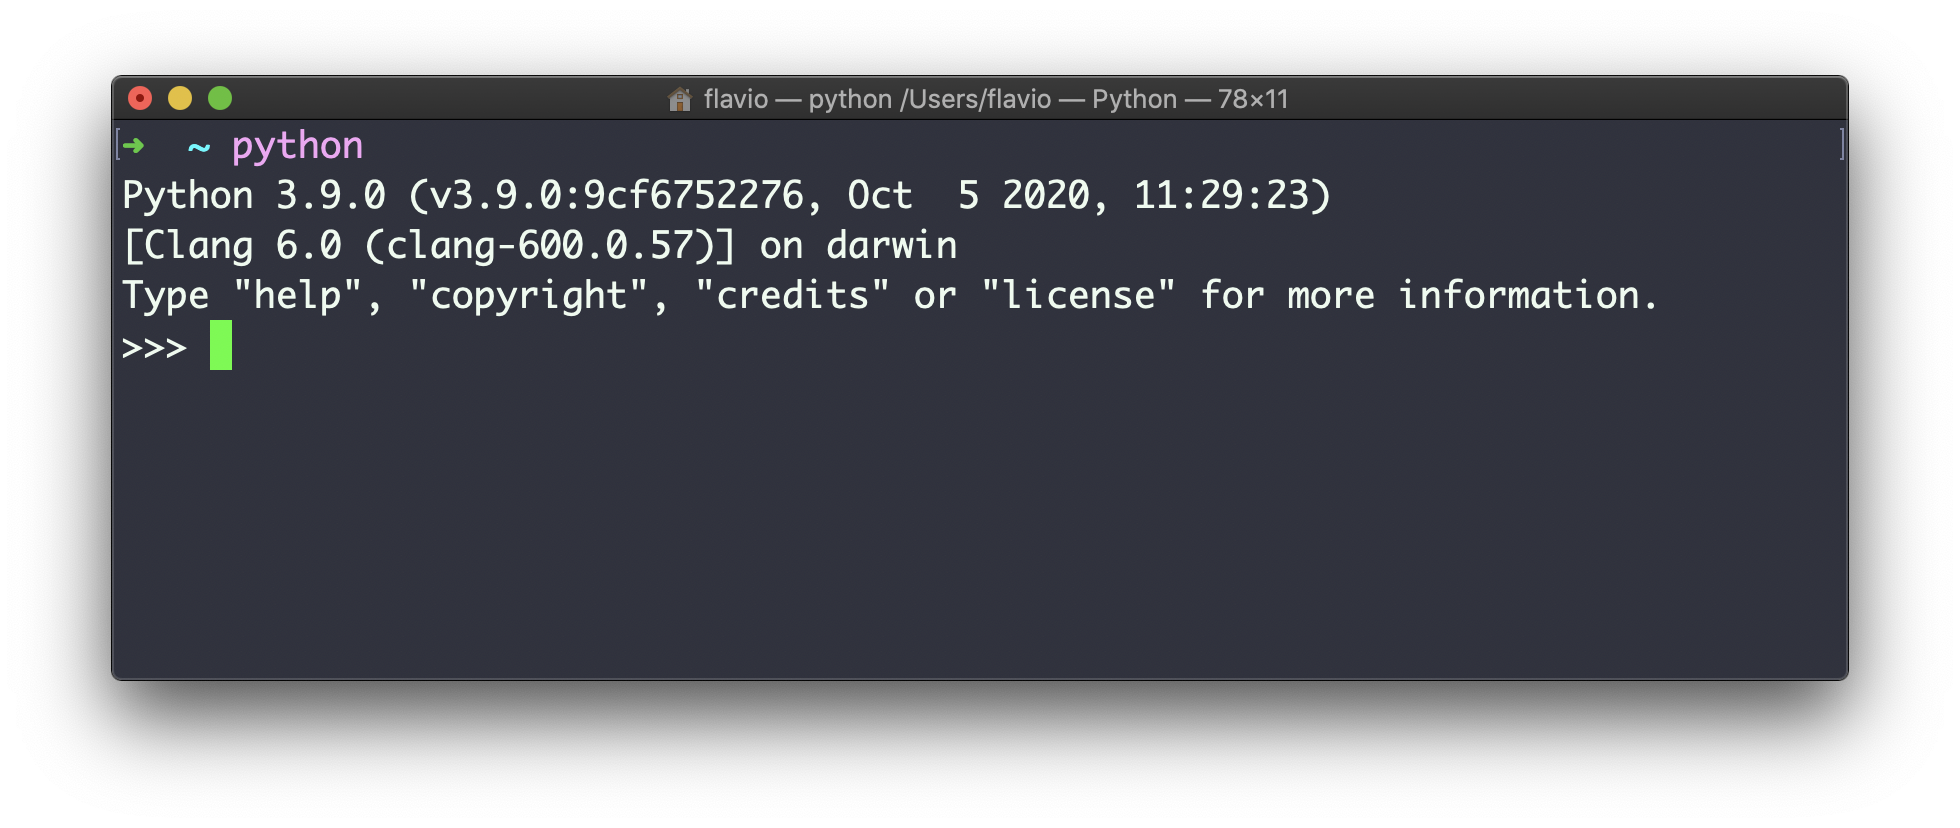 flavio — python /Users/flavio — Python — 78×11
[➜  ~ python ]
Python 3.9.0 (v3.9.0:9cf6752276, Oct  5 2020, 11:29:23)
[Clang 6.0 (clang-600.0.57)] on darwin
Type "help", "copyright", "credits" or "license" for more information.
>>>